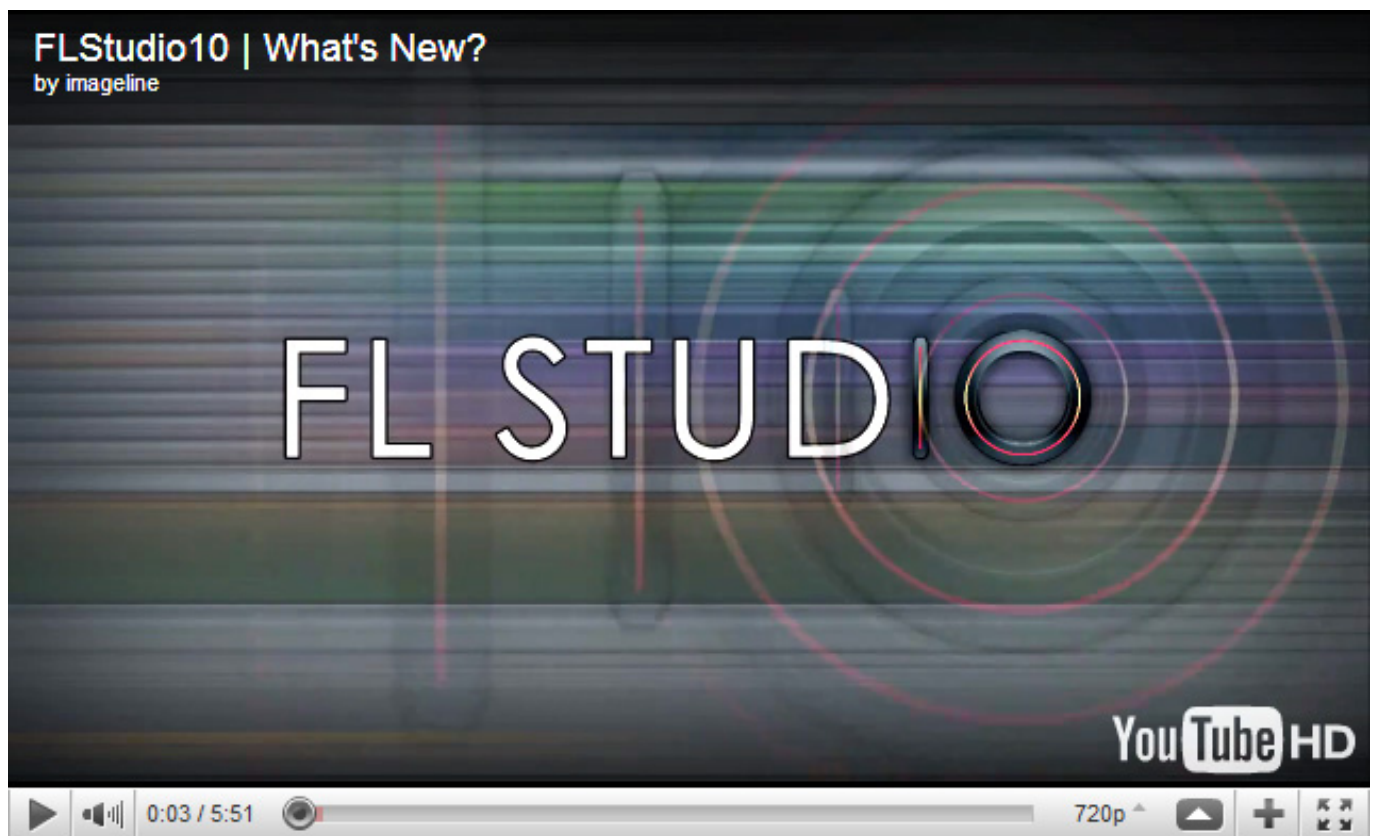 FLStudio10 | What's New?
by imageline
FL STUDIO
YouTube HD
0:03 / 5:51
720p